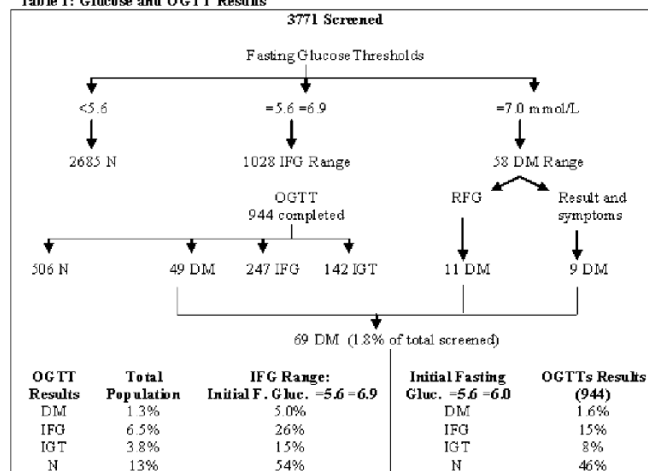 Table 1: Glucose and OGTT Results
3771 Screened
Fasting Glucose Thresholds
<5.6 =5.6 =6.9 =7.0 mmol/L
2685 N 1028 IFG Range 58 DM Range
OGTT RFG Result and
944 completed symptoms
506 N 49 DM 247 IFG 142 IGT 11 DM 9 DM
69 DM (1.8% of total screened)
OGTT Total IFG Range: Initial Fasting OGTTs Results
Results Population Initial F. Gluc. =5.6 =6.9 Gluc. =5.6 =6.0 (944)
DM 1.3% 5.0% DM 1.6%
IFG 6.5% 26% IFG 15%
IGT 3.8% 15% IGT 8%
N 13% 54% N 46%